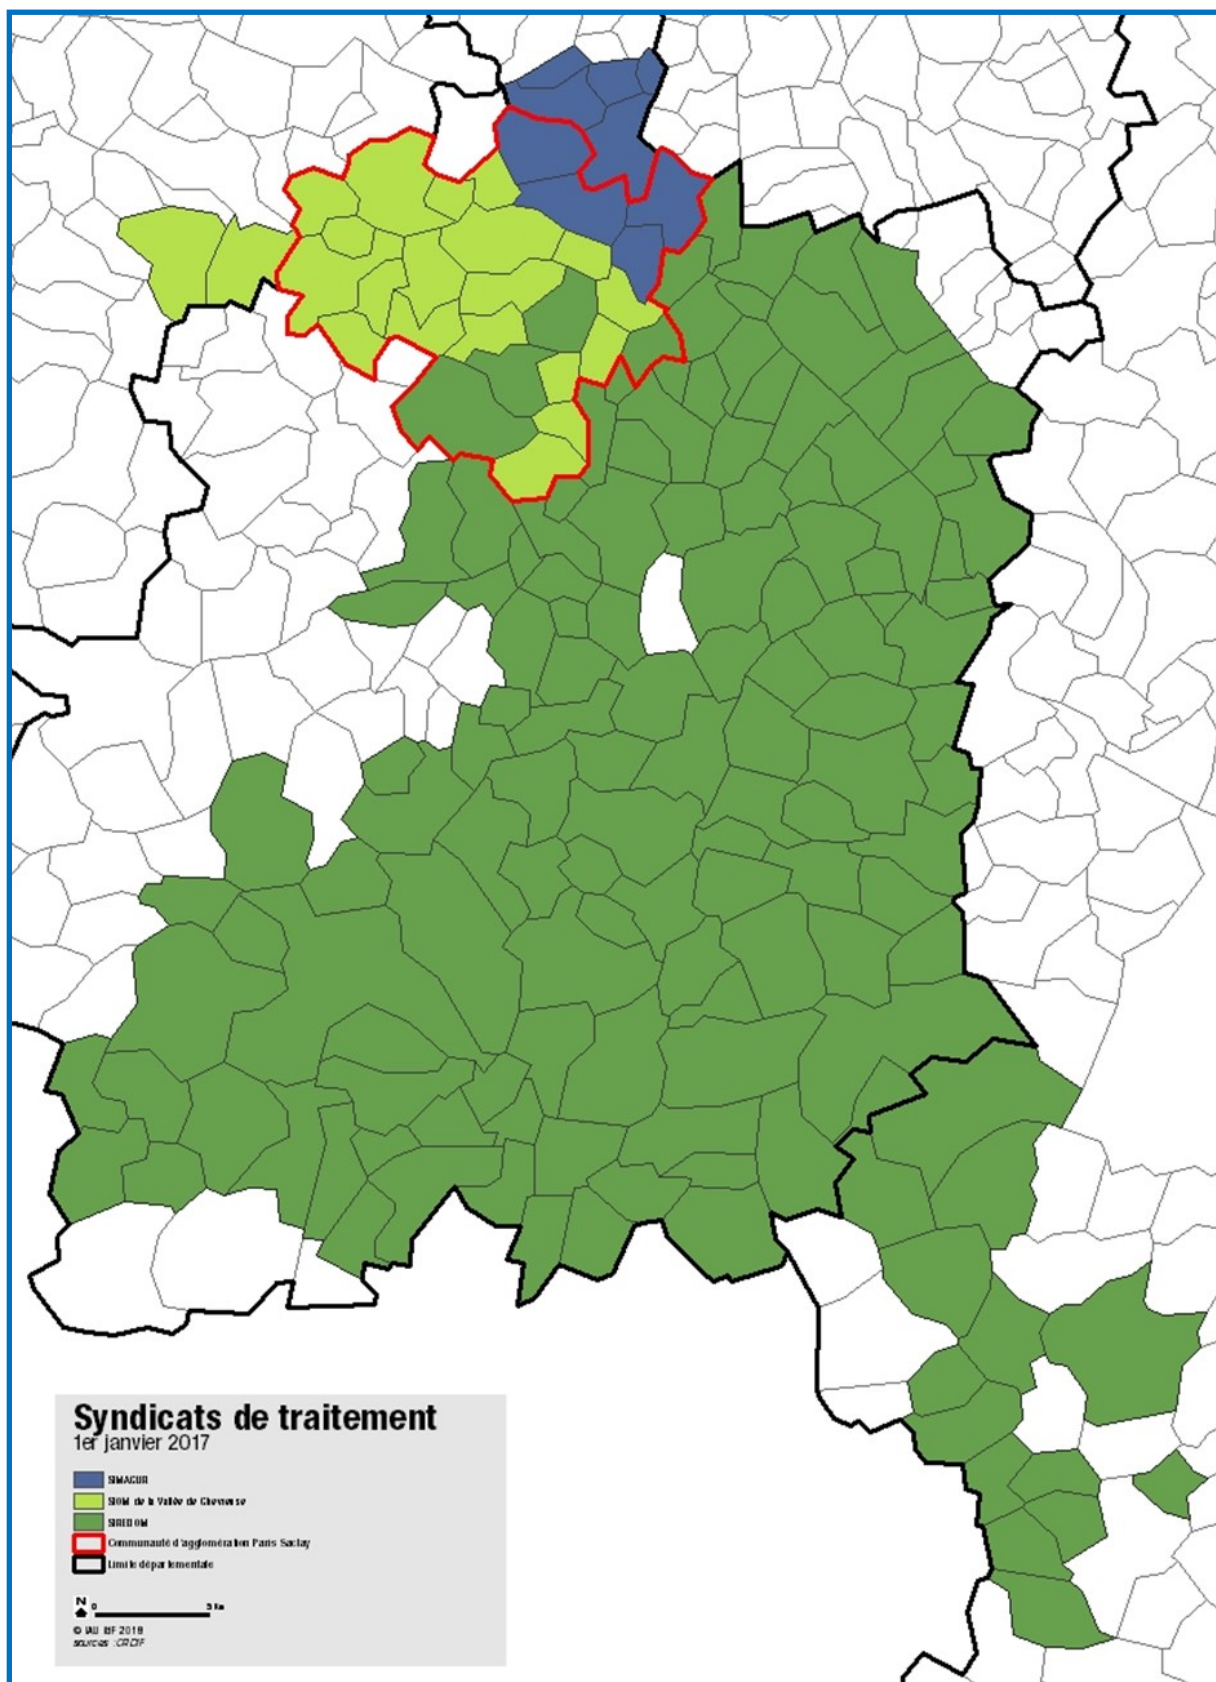 Syndicats de traitement
1er janvier 2017
SIMACUR
SIOM de la Vallée de Chevreuse
SIREDOM
Communauté d'agglomération Paris Saclay
Limite départementale
N
0 5 Km
© IAU IDF 2018
sources : CRCIF